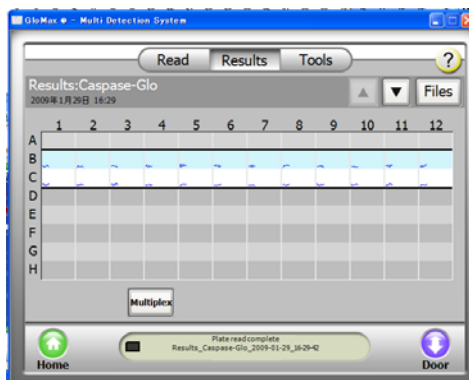 GloMax ® - Multi Detection System
Read Results Tools ?
Results:Caspase-Glo
2009年1月29日 16:29
Files
1 2 3 4 5 6 7 8 9 10 11 12
A
B
C
D
E
F
G
H
Multiplex
Plate read complete
Results_Caspase-Glo_2009-01-29_16-29-42
Home
Door